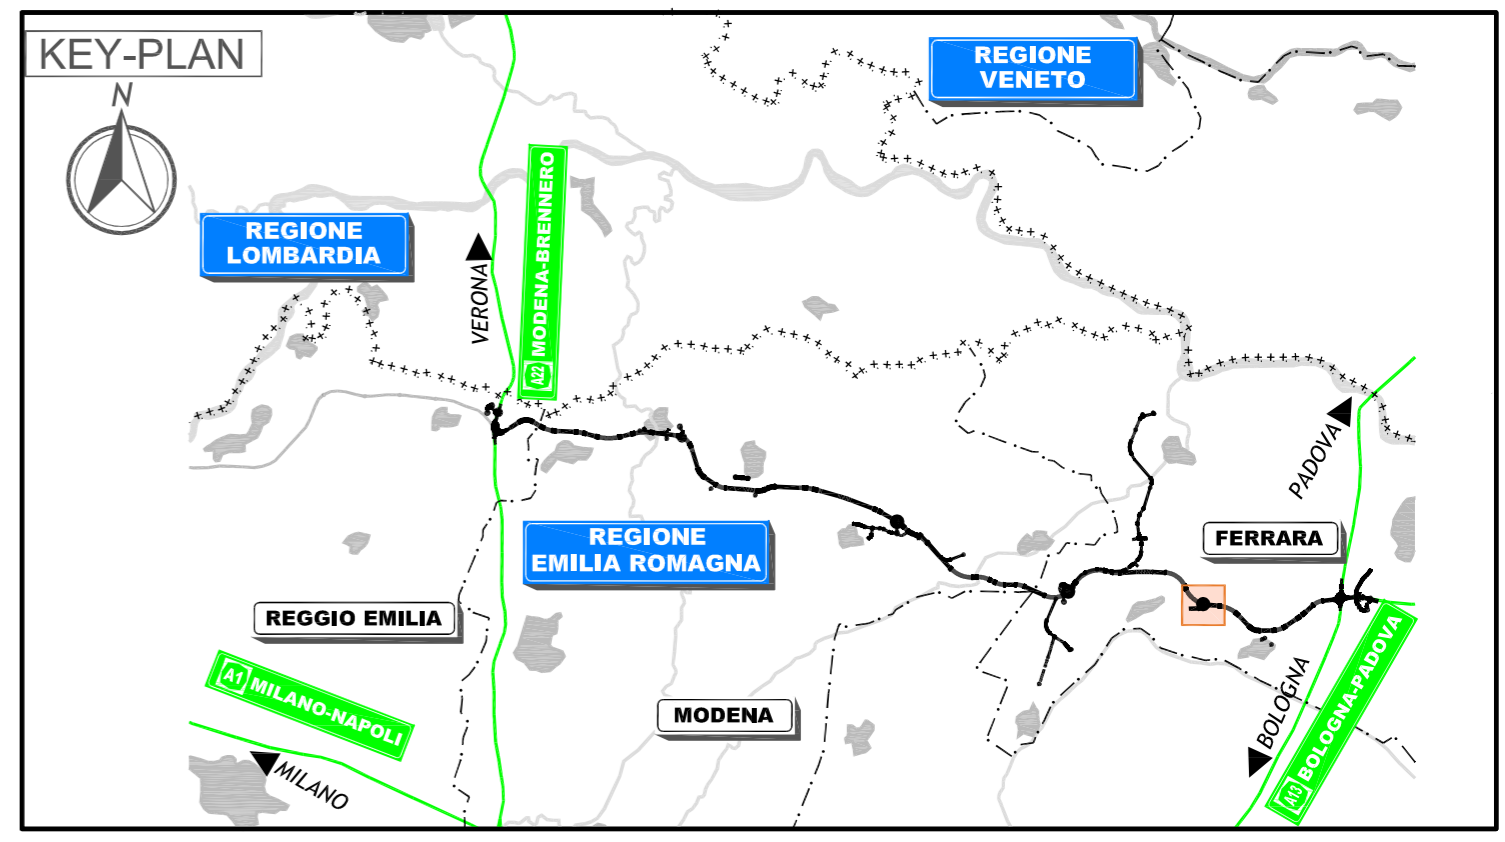 KEY-PLAN
N
REGIONE
VENETO
REGIONE
LOMBARDIA
VERONA
A22 MODENA-BRENNERO
PADOVA
FERRARA
REGIONE
EMILIA ROMAGNA
REGGIO EMILIA
A1 MILANO-NAPOLI
MILANO
MODENA
BOLOGNA
A13 BOLOGNA-PADOVA